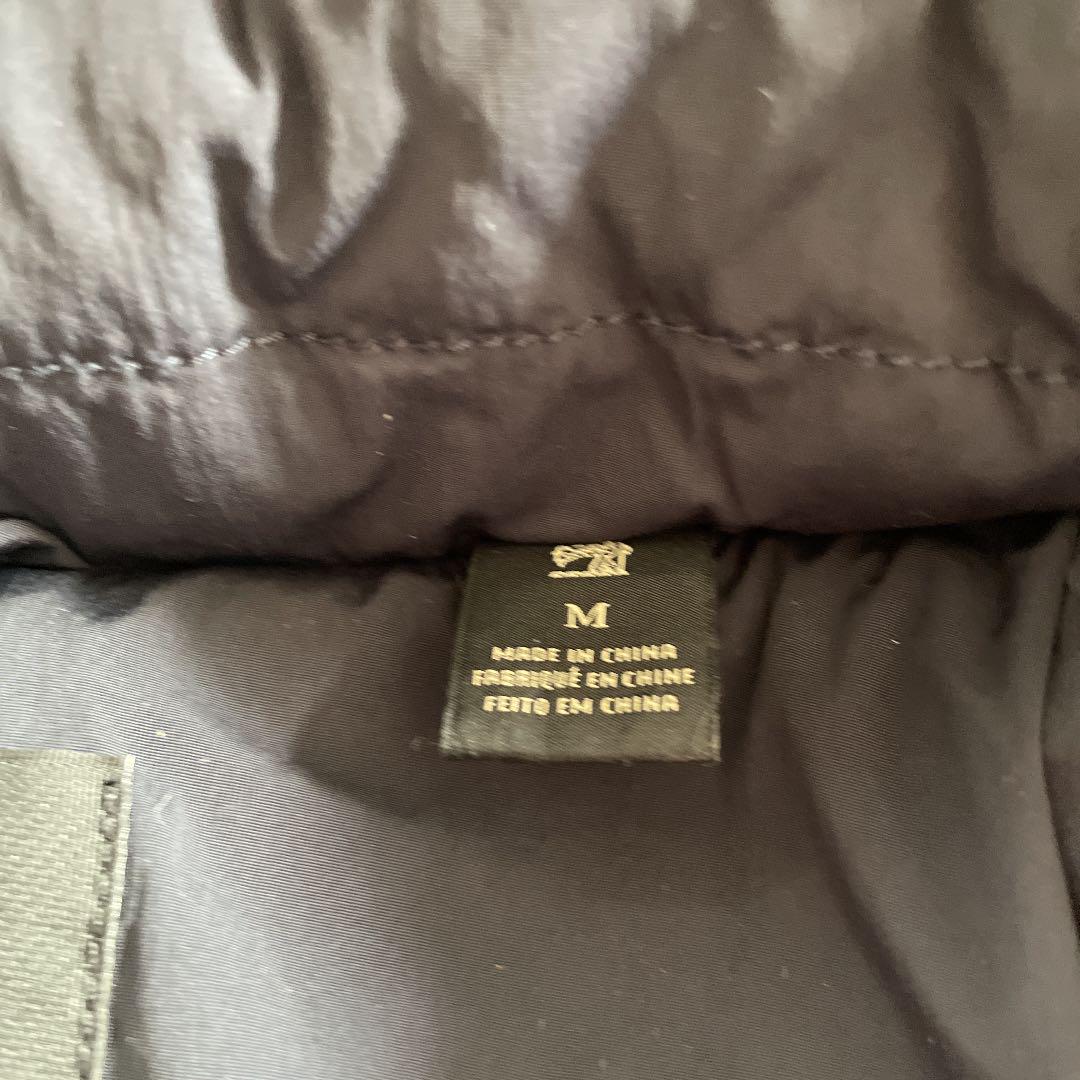 M
MADE IN CHINA
FABRIQUÉ EN CHINE
FEITO EM CHINA